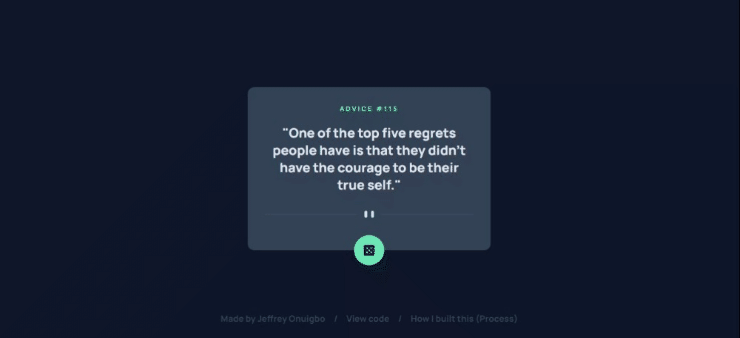 ADVICE #115
"One of the top five regrets
people have is that they didn't
have the courage to be their
true self."
Made by Jeffrey Onuigbo / View code / How I built this (Process)